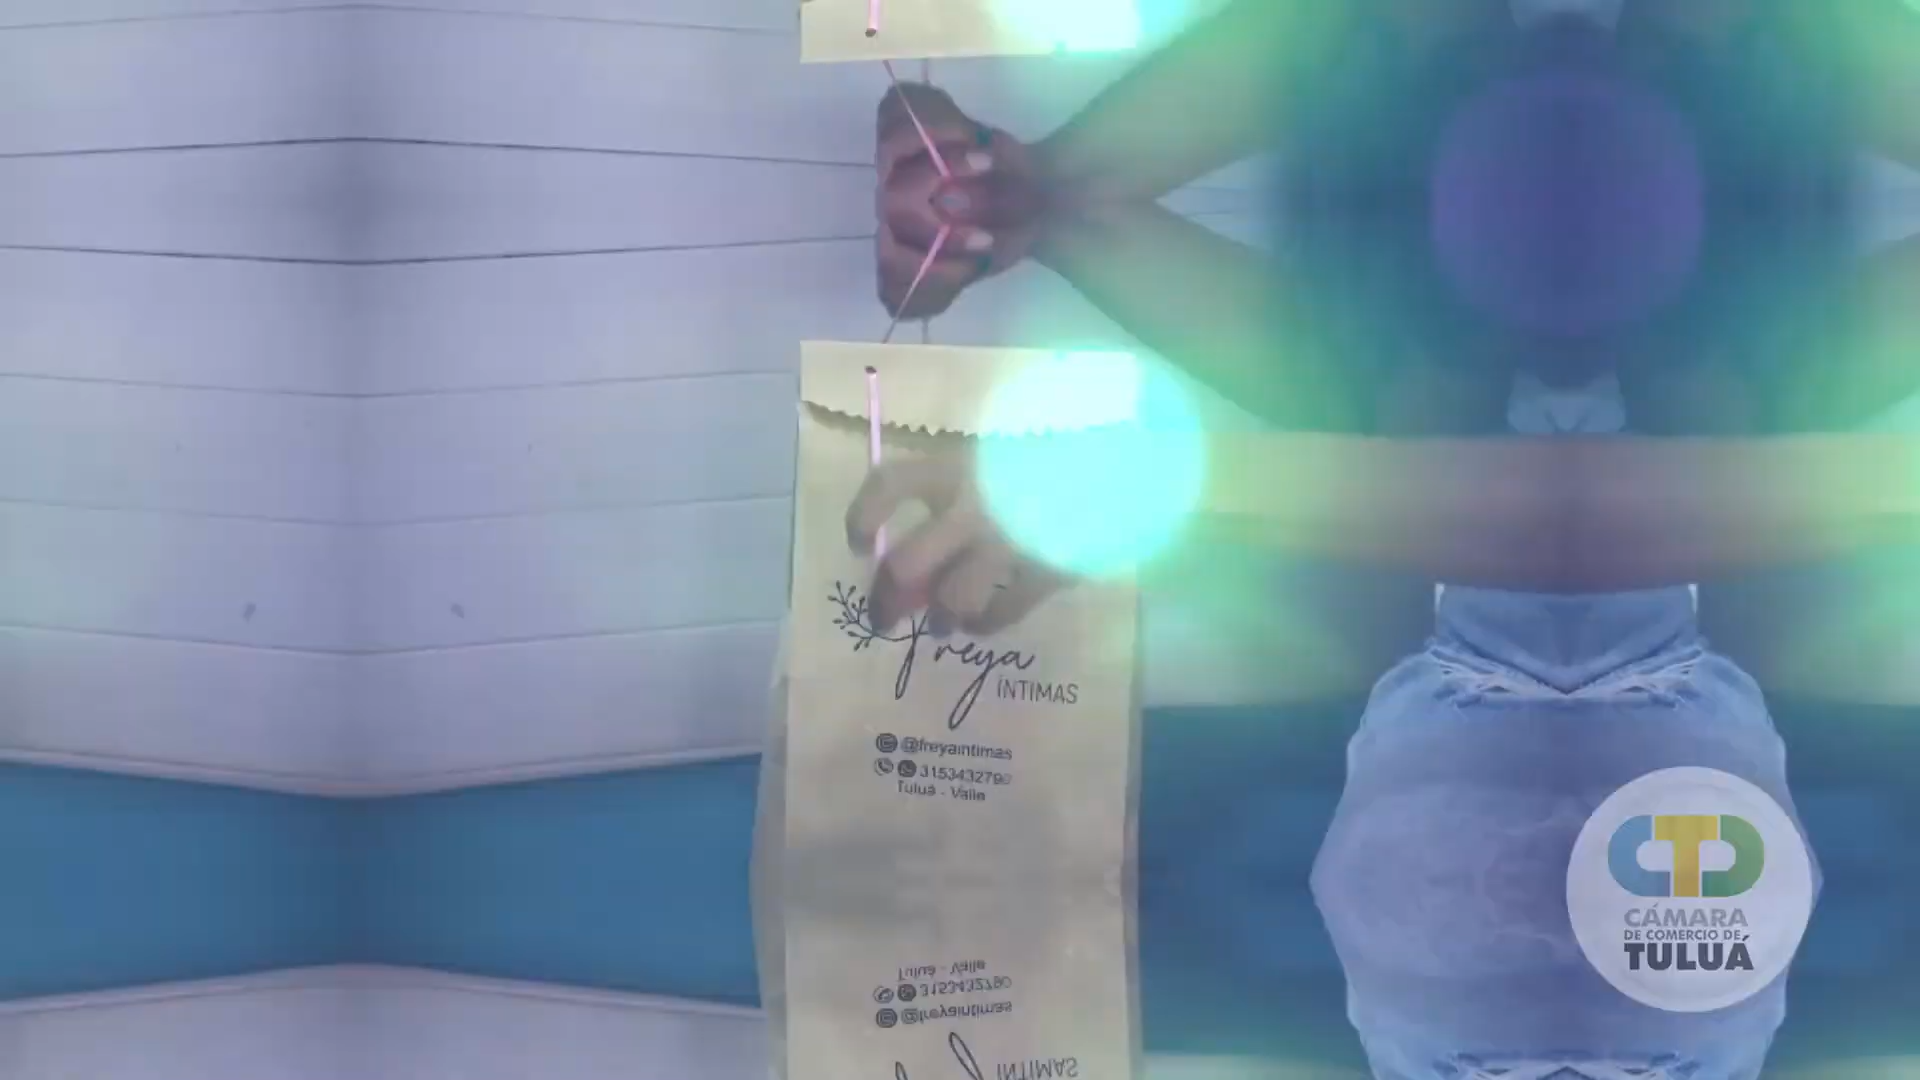 Freya
ÍNTIMAS
@freyaintimas
3153432790
Tuluá - Valle
Tuluá - Valle
3153432790
@freyaintimas
ÍNTIMAS
CÁMARA
DE COMERCIO DE
TULUÁ